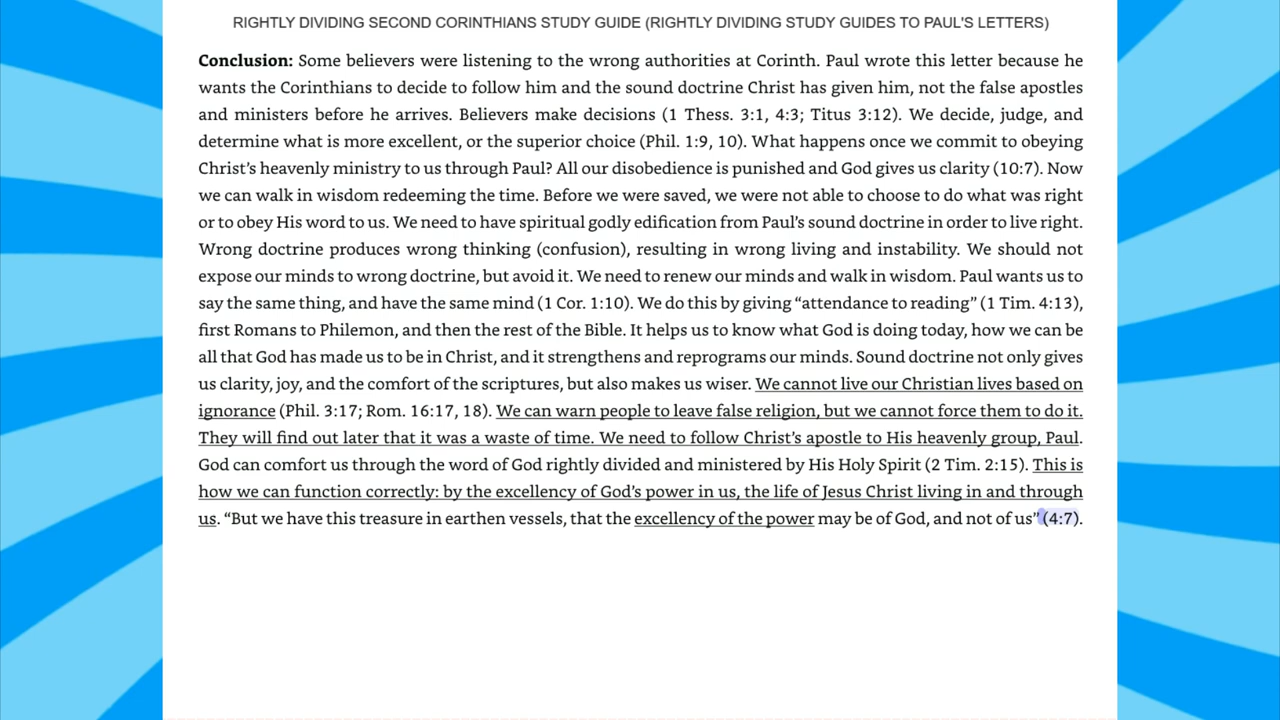 RIGHTLY DIVIDING SECOND CORINTHIANS STUDY GUIDE (RIGHTLY DIVIDING STUDY GUIDES TO PAUL'S LETTERS)
Conclusion: Some believers were listening to the wrong authorities at Corinth. Paul wrote this letter because he
wants the Corinthians to decide to follow him and the sound doctrine Christ has given him, not the false apostles
and ministers before he arrives. Believers make decisions (1 Thess. 3:1, 4:3; Titus 3:12). We decide, judge, and
determine what is more excellent, or the superior choice (Phil. 1:9, 10). What happens once we commit to obeying
Christ’s heavenly ministry to us through Paul? All our disobedience is punished and God gives us clarity (10:7). Now
we can walk in wisdom redeeming the time. Before we were saved, we were not able to choose to do what was right
or to obey His word to us. We need to have spiritual godly edification from Paul’s sound doctrine in order to live right.
Wrong doctrine produces wrong thinking (confusion), resulting in wrong living and instability. We should not
expose our minds to wrong doctrine, but avoid it. We need to renew our minds and walk in wisdom. Paul wants us to
say the same thing, and have the same mind (1 Cor. 1:10). We do this by giving “attendance to reading” (1 Tim. 4:13),
first Romans to Philemon, and then the rest of the Bible. It helps us to know what God is doing today, how we can be
all that God has made us to be in Christ, and it strengthens and reprograms our minds. Sound doctrine not only gives
us clarity, joy, and the comfort of the scriptures, but also makes us wiser. We cannot live our Christian lives based on
ignorance (Phil. 3:17; Rom. 16:17, 18). We can warn people to leave false religion, but we cannot force them to do it.
They will find out later that it was a waste of time. We need to follow Christ’s apostle to His heavenly group, Paul.
God can comfort us through the word of God rightly divided and ministered by His Holy Spirit (2 Tim. 2:15). This is
how we can function correctly: by the excellency of God’s power in us, the life of Jesus Christ living in and through
us. “But we have this treasure in earthen vessels, that the excellency of the power may be of God, and not of us” (4:7).